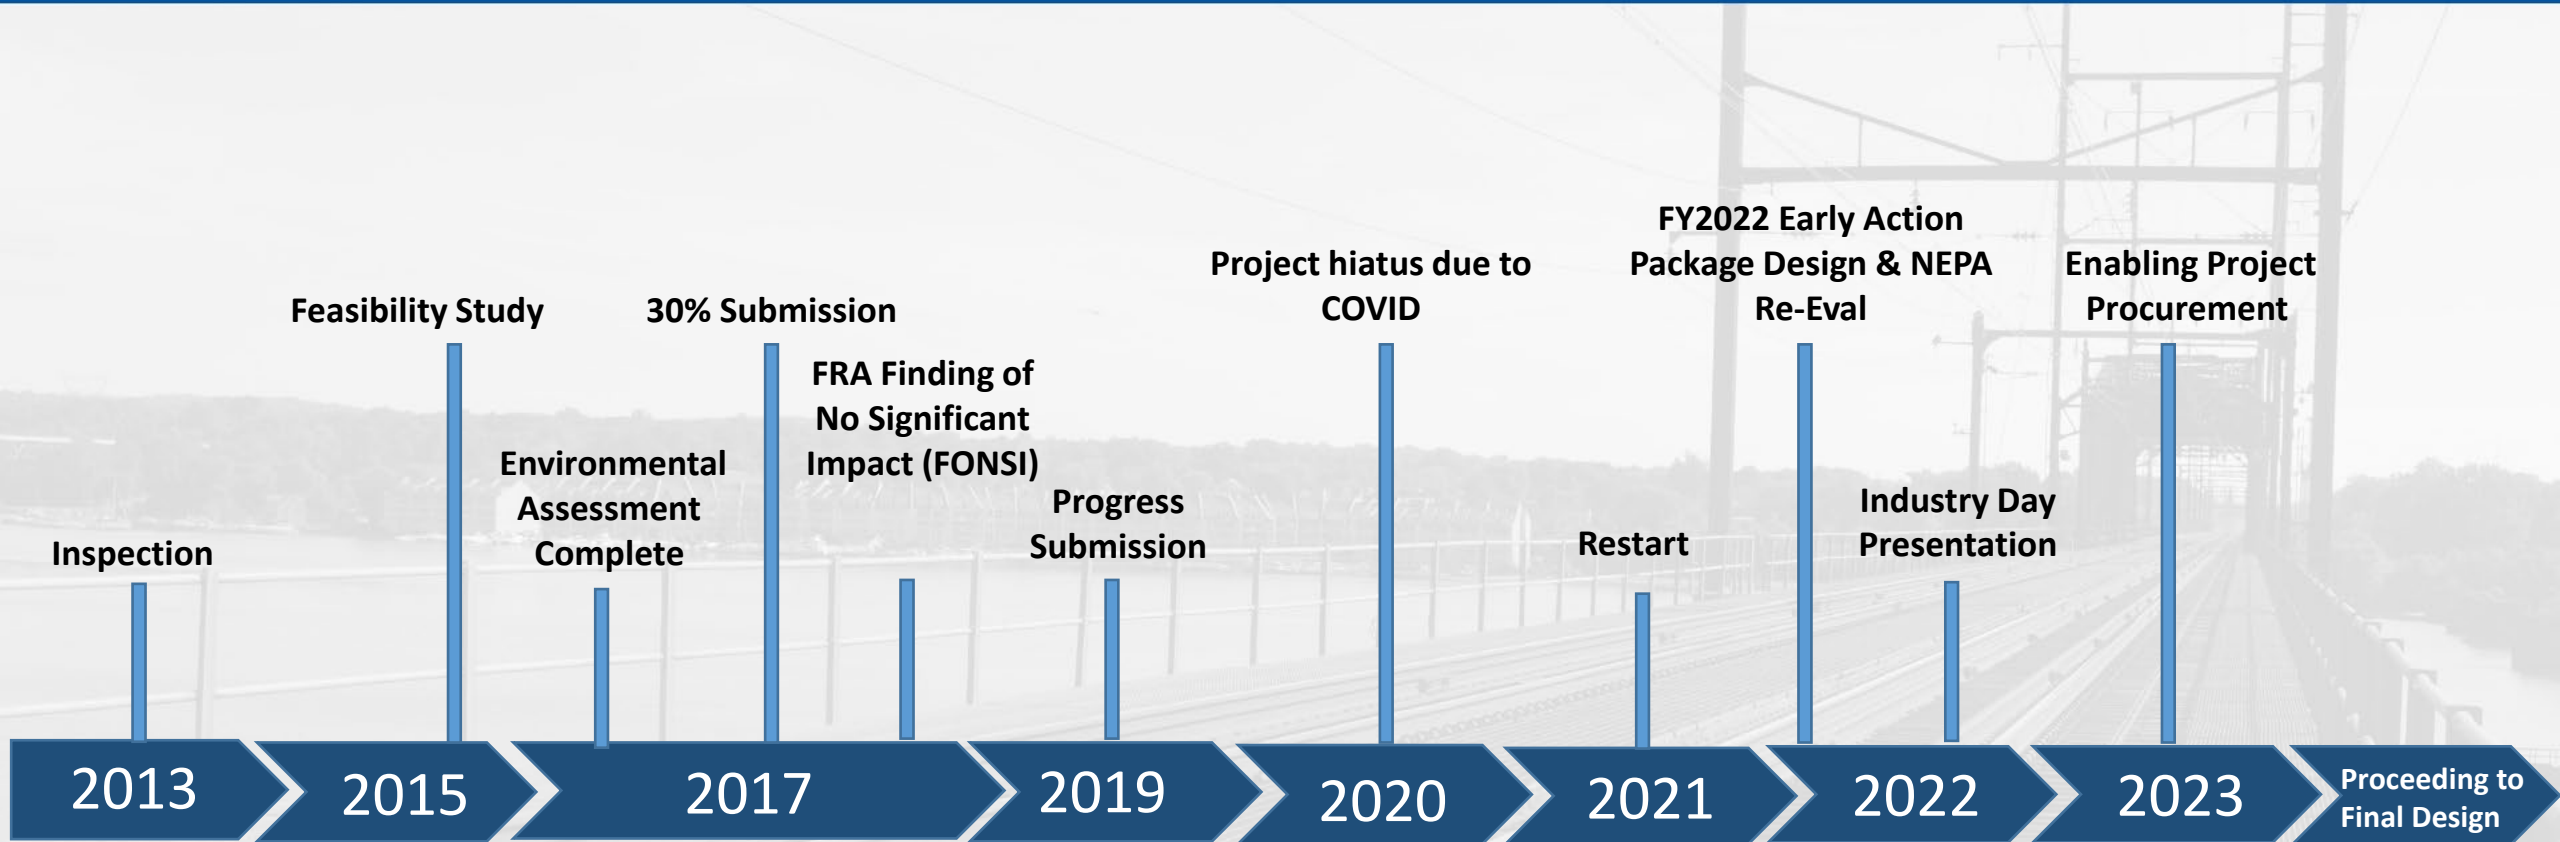 Inspection
Feasibility Study
Environmental
Assessment
Complete
30% Submission
FRA Finding of
No Significant
Impact (FONSI)
Progress
Submission
Project hiatus due to
COVID
Restart
FY2022 Early Action
Package Design & NEPA
Re-Eval
Industry Day
Presentation
Enabling Project
Procurement
2013
2015
2017
2019
2020
2021
2022
2023
Proceeding to
Final Design